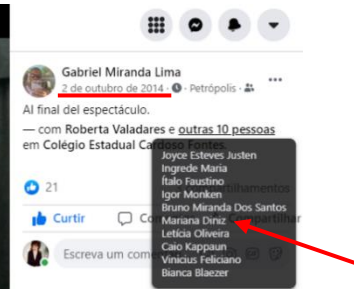 Gabriel Miranda Lima
2 de outubro de 2014 · Petrópolis ·
Al final del espectáculo.
— com Roberta Valadares e outras 10 pessoas
em Colégio Estadual Cardoso Fontes.
Joyce Esteves Justen
Ingrede Maria
Ítalo Faustino
Igor Monken
Bruno Miranda Dos Santos
Mariana Diniz
Letícia Oliveira
Caio Kappaun
Vinicius Feliciano
Bianca Blaezer
21
Curtir
Escreva um com